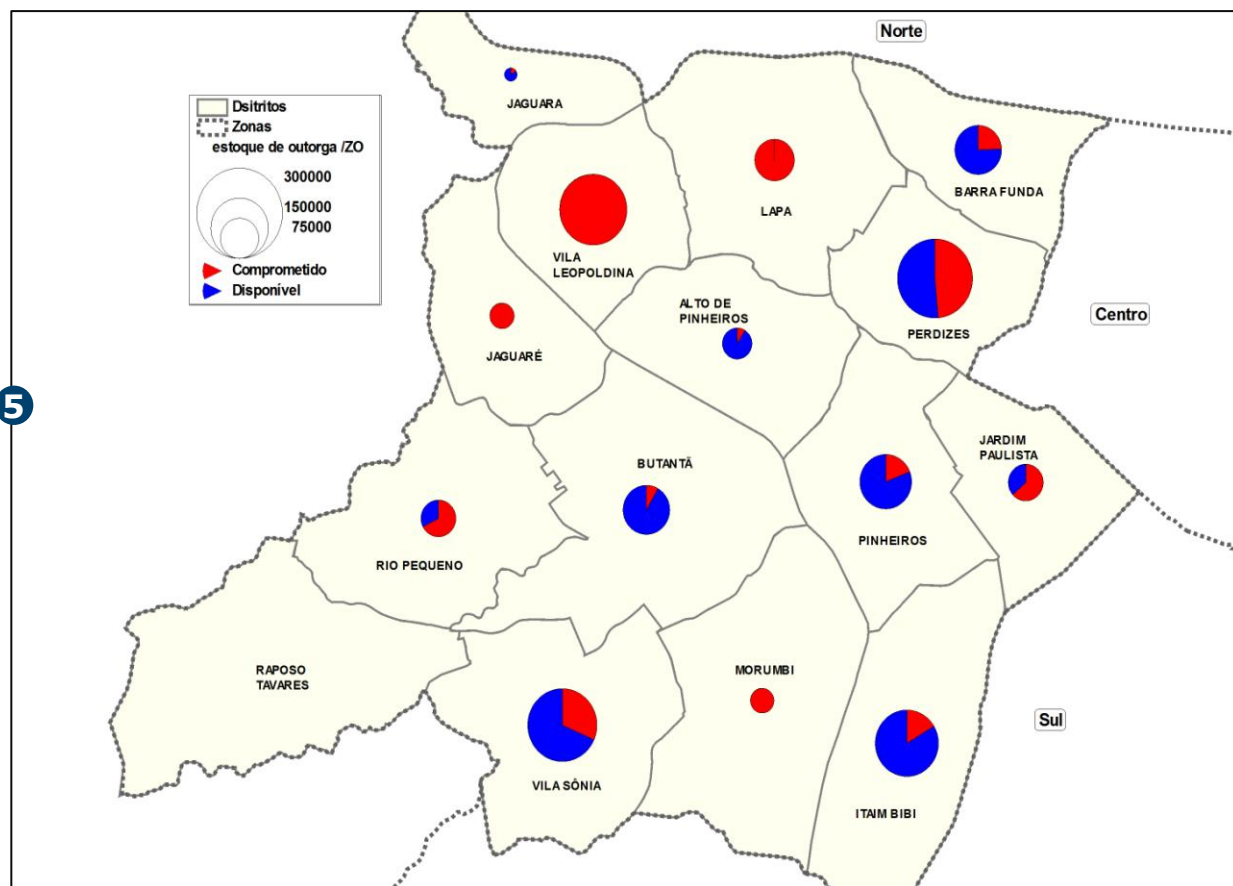 Norte
JAGUARA
Dsitritos
Zonas
estoque de outorga /ZO
300000
150000
75000
Comprometido
Disponível
BARRA FUNDA
LAPA
VILA
LEOPOLDINA
ALTO DE
PINHEIROS
PERDIZES
Centro
JAGUARÉ
5
JARDIM
PAULISTA
BUTANTÃ
PINHEIROS
RIO PEQUENO
RAPOSO
TAVARES
MORUMBI
Sul
VILA SÔNIA
ITAIM BIBI